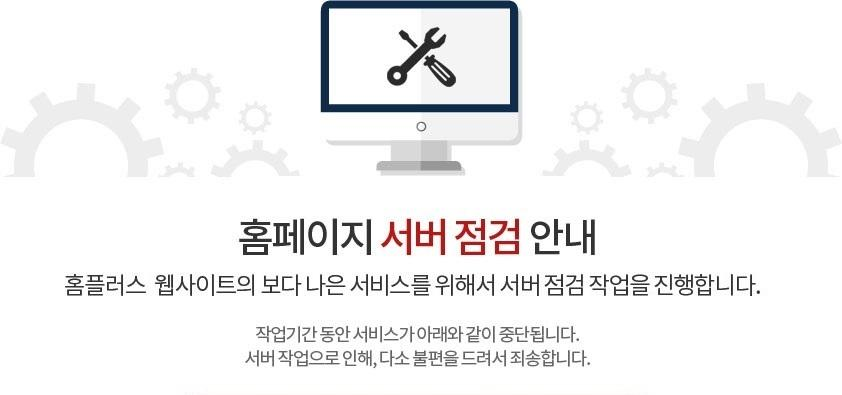 홈페이지 서버 점검 안내
홈플러스 웹사이트의 보다 나은 서비스를 위해서 서버 점검 작업을 진행합니다.
작업기간 동안 서비스가 아래와 같이 중단됩니다.
서버 작업으로 인해, 다소 불편을 드려서 죄송합니다.